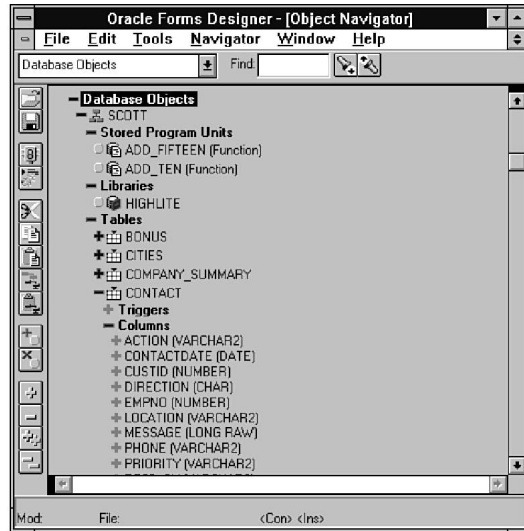 Oracle Forms Designer - [Object Navigator]
File Edit Tools Navigator Window Help
Database Objects Find:
Database Objects
SCOTT
Stored Program Units
ADD_FIFTEEN (Function)
ADD_TEN (Function)
Libraries
HIGHLITE
Tables
BONUS
CITIES
COMPANY_SUMMARY
CONTACT
Triggers
Columns
ACTION (VARCHAR2)
CONTACTDATE (DATE)
CUSTID (NUMBER)
DIRECTION (CHAR)
EMPNO (NUMBER)
LOCATION (VARCHAR2)
MESSAGE (LONG RAW)
PHONE (VARCHAR2)
PRIORITY (VARCHAR2)
Mod: File: <Con> <Ins>